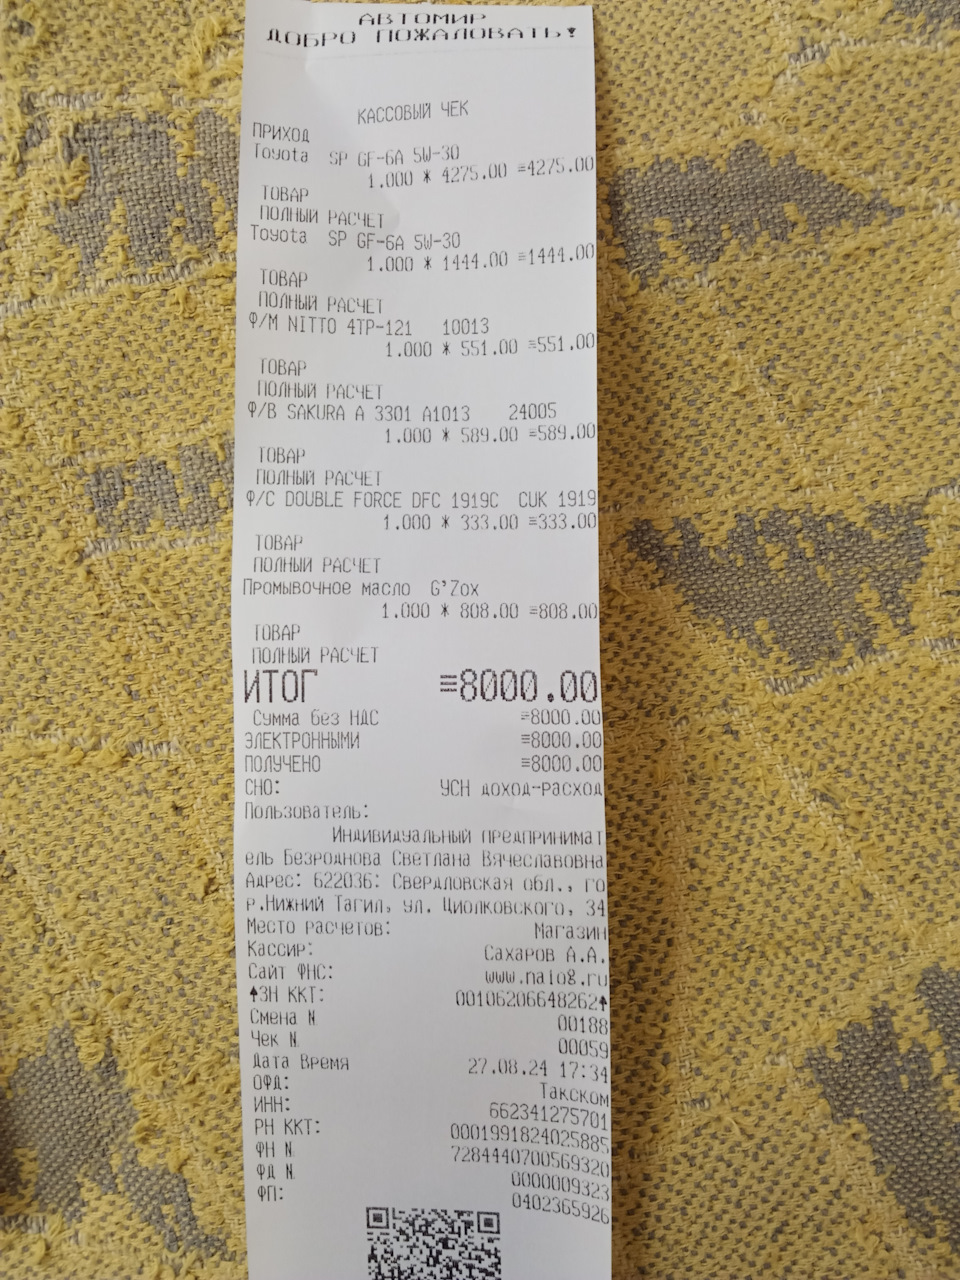 АВТОМИР
ДОБРО ПОЖАЛОВАТЬ!
КАССОВЫЙ ЧЕК
ПРИХОД
Toyota SP GF-6A 5W-30
1.000 * 4275.00 =4275.00
ТОВАР
ПОЛНЫЙ РАСЧЕТ
Toyota SP GF-6A 5W-30
1.000 * 1444.00 =1444.00
ТОВАР
ПОЛНЫЙ РАСЧЕТ
Ф/М NITTO 4TP-121 10013
1.000 * 551.00 =551.00
ТОВАР
ПОЛНЫЙ РАСЧЕТ
Ф/В SAKURA A 3301 A1013 24005
1.000 * 589.00 =589.00
ТОВАР
ПОЛНЫЙ РАСЧЕТ
Ф/С DOUBLE FORCE DFC 1919C CUK 1919
1.000 * 333.00 =333.00
ТОВАР
ПОЛНЫЙ РАСЧЕТ
Промывочное масло G'Zox
1.000 * 808.00 =808.00
ТОВАР
ПОЛНЫЙ РАСЧЕТ
ИТОГ =8000.00
Сумма без НДС =8000.00
ЭЛЕКТРОННЫМИ =8000.00
ПОЛУЧЕНО =8000.00
СНО: УСН доход-расход
Пользователь:
Индивидуальный предпринимат
ель Безроднова Светлана Вячеславовна
Адрес: 622036: Свердловская обл., го
р.Нижний Тагил, ул. Циолковского, 34
Место расчетов: Магазин
Кассир: Сахаров А.А.
Сайт ФНС: www.nalog.ru
ЗН ККТ: 00106206648262
Смена N 00188
Чек N 00059
Дата Время 27.08.24 17:34
ОФД: Такском
ИНН: 662341275701
РН ККТ: 0001991824025885
ФН N 7284440700569320
ФД N 0000009323
ФП: 0402365926